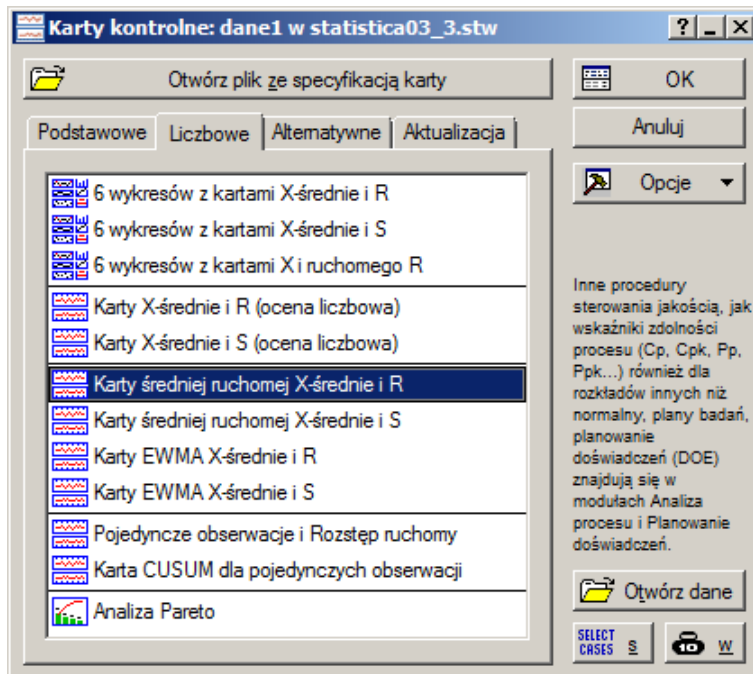 Karty kontrolne: dane1 w statistica03_3.stw
Otwórz plik ze specyfikacją karty
OK
Anuluj
Podstawowe
Liczbowe
Alternatywne
Aktualizacja
Opcje
6 wykresów z kartami X-średnie i R
6 wykresów z kartami X-średnie i S
6 wykresów z kartami X i ruchomego R
Karty X-średnie i R (ocena liczbowa)
Karty X-średnie i S (ocena liczbowa)
Karty średniej ruchomej X-średnie i R
Karty średniej ruchomej X-średnie i S
Karty EWMA X-średnie i R
Karty EWMA X-średnie i S
Pojedyncze obserwacje i Rozstęp ruchomy
Karta CUSUM dla pojedynczych obserwacji
Analiza Pareto
Inne procedury
sterowania jakością, jak
wskaźniki zdolności
procesu (Cp, Cpk, Pp,
Ppk...) również dla
rozkładów innych niż
normalny, plany badań,
planowanie
doświadczeń (DOE)
znajdują się w
modułach Analiza
procesu i Planowanie
doświadczeń.
Otwórz dane
SELECT
CASES
S
10
W